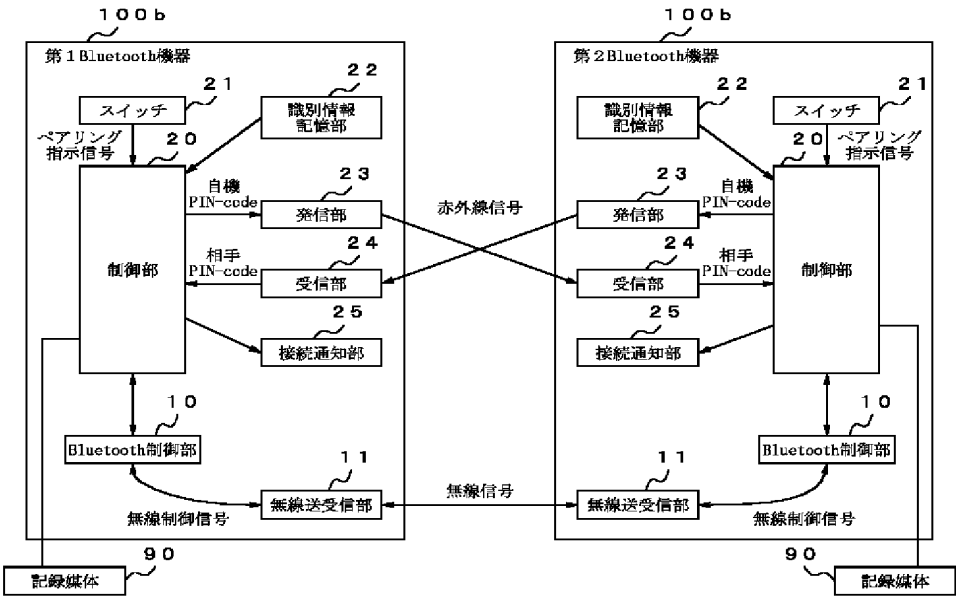 100b
100b
第1Bluetooth機器
第2Bluetooth機器
21
スイッチ
22
識別情報
記憶部
22
識別情報
記憶部
21
スイッチ
ペアリング
指示信号
20
ペアリング
指示信号
20
制御部
制御部
自機
PIN-code
23
発信部
赤外線信号
23
発信部
自機
PIN-code
相手
PIN-code
24
受信部
24
受信部
相手
PIN-code
25
接続通知部
25
接続通知部
10
Bluetooth制御部
10
Bluetooth制御部
11
無線送受信部
無線信号
11
無線送受信部
無線制御信号
無線制御信号
90
記録媒体
90
記録媒体